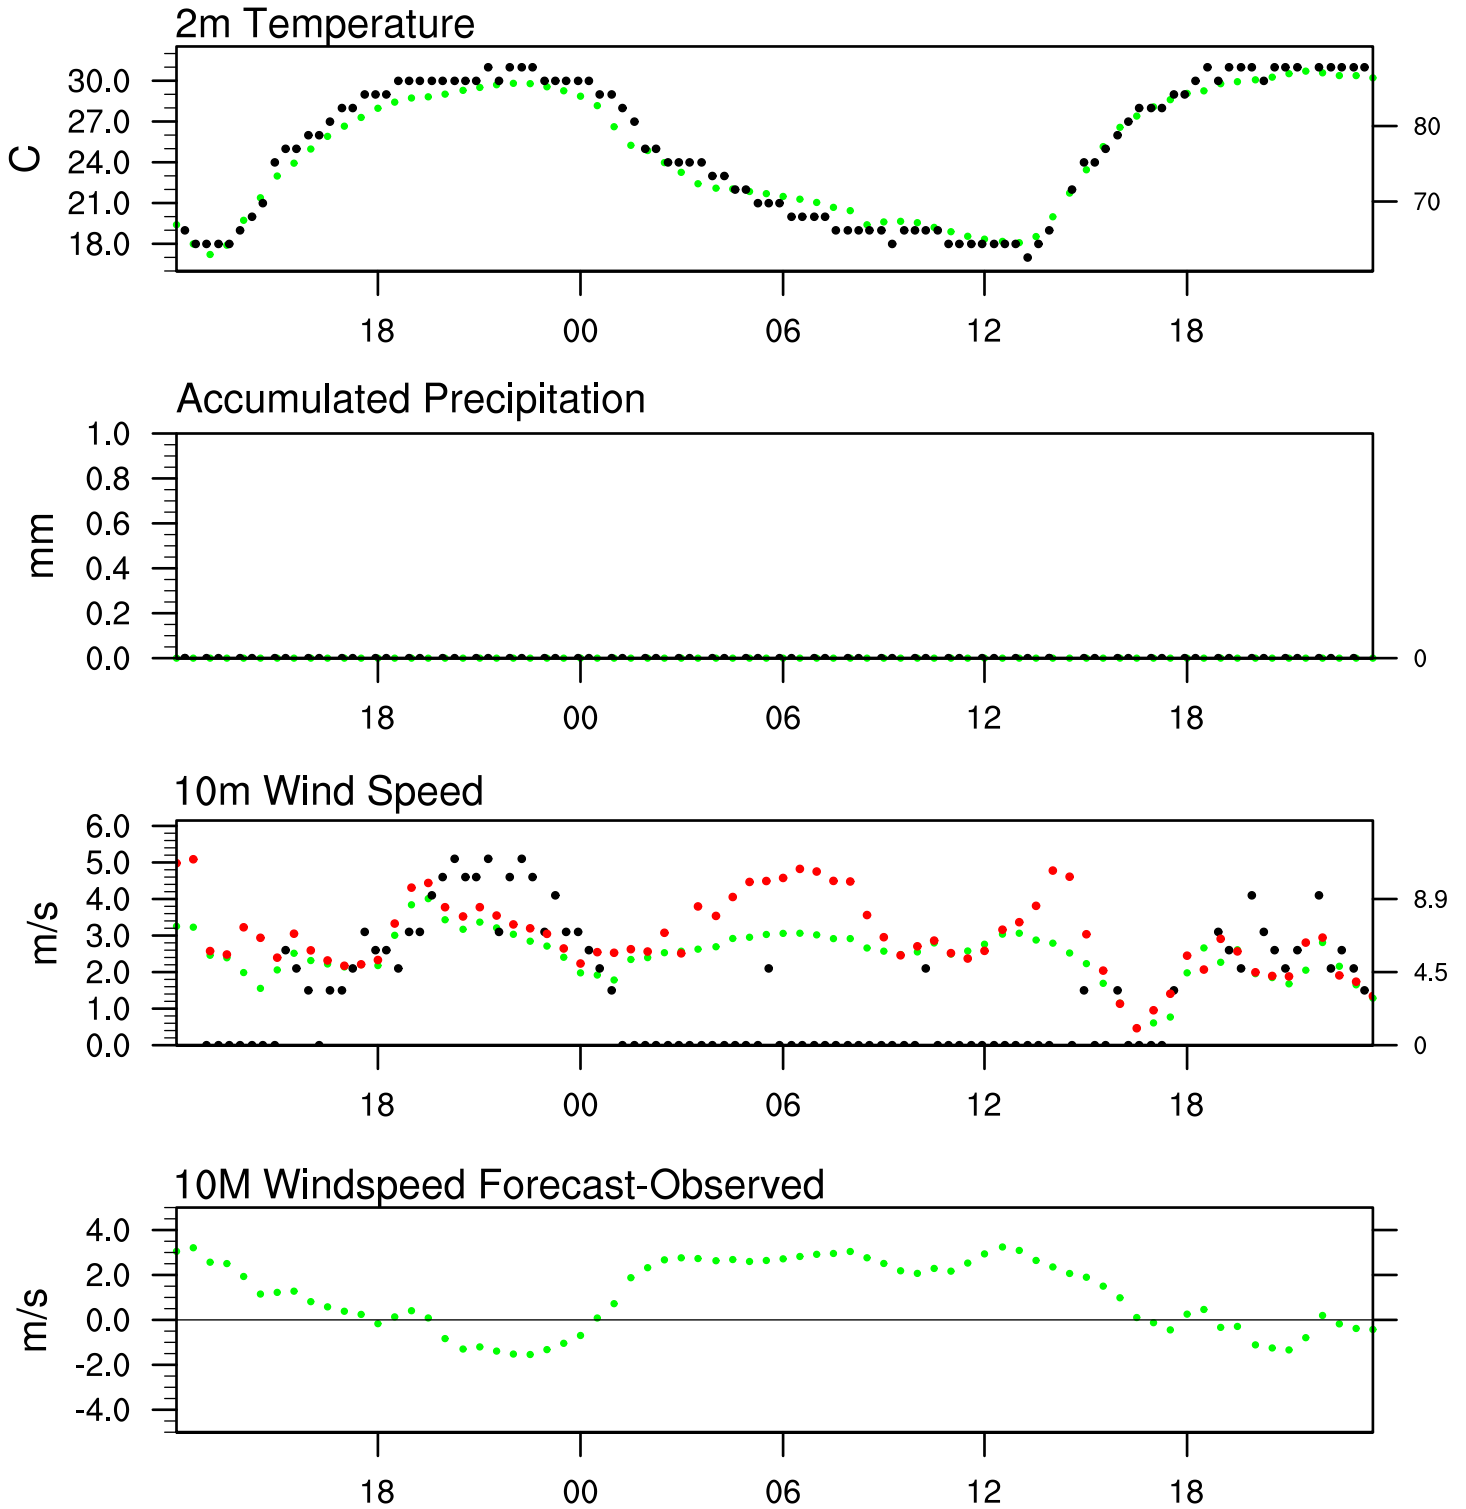 2m Temperature
30.0
27.0
24.0
21.0
18.0
C
80
70
18 00 06 12 18
Accumulated Precipitation
1.0
0.8
0.6
0.4
0.2
0.0
mm
0
18 00 06 12 18
10m Wind Speed
6.0
5.0
4.0
3.0
2.0
1.0
0.0
m/s
8.9
4.5
0
18 00 06 12 18
10M Windspeed Forecast-Observed
4.0
2.0
0.0
-2.0
-4.0
m/s
18 00 06 12 18